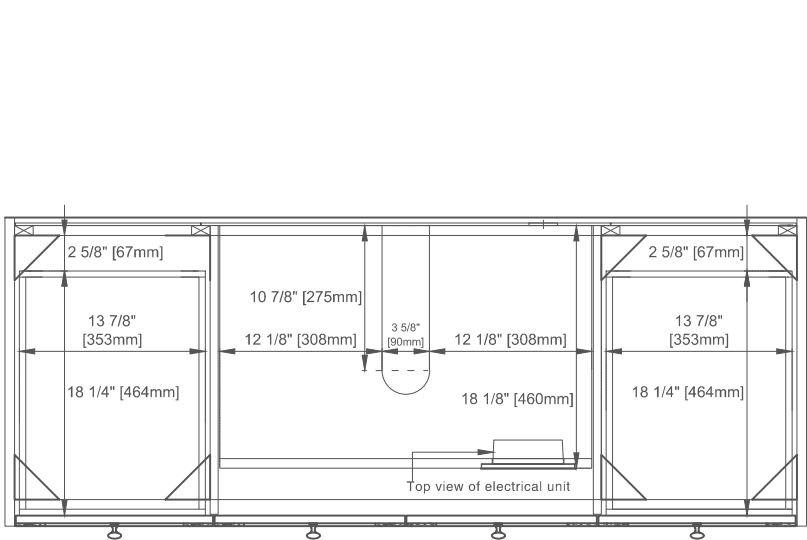 2 5/8" [67mm]
2 5/8" [67mm]
10 7/8" [275mm]
13 7/8"
[353mm]
12 1/8" [308mm]
3 5/8"
[90mm]
12 1/8" [308mm]
13 7/8"
[353mm]
18 1/4" [464mm]
18 1/8" [460mm]
18 1/4" [464mm]
Top view of electrical unit